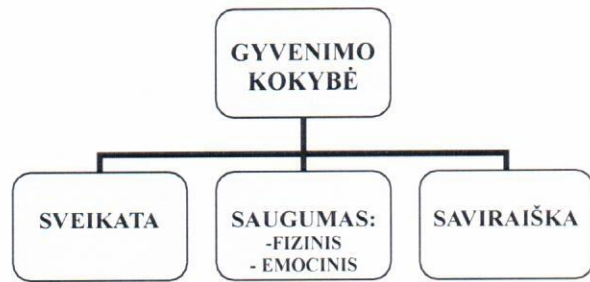 GYVENIMO
KOKYBĖ
SVEIKATA
SAUGUMAS:
-FIZINIS
- EMOCINIS
SAVIRAIŠKA